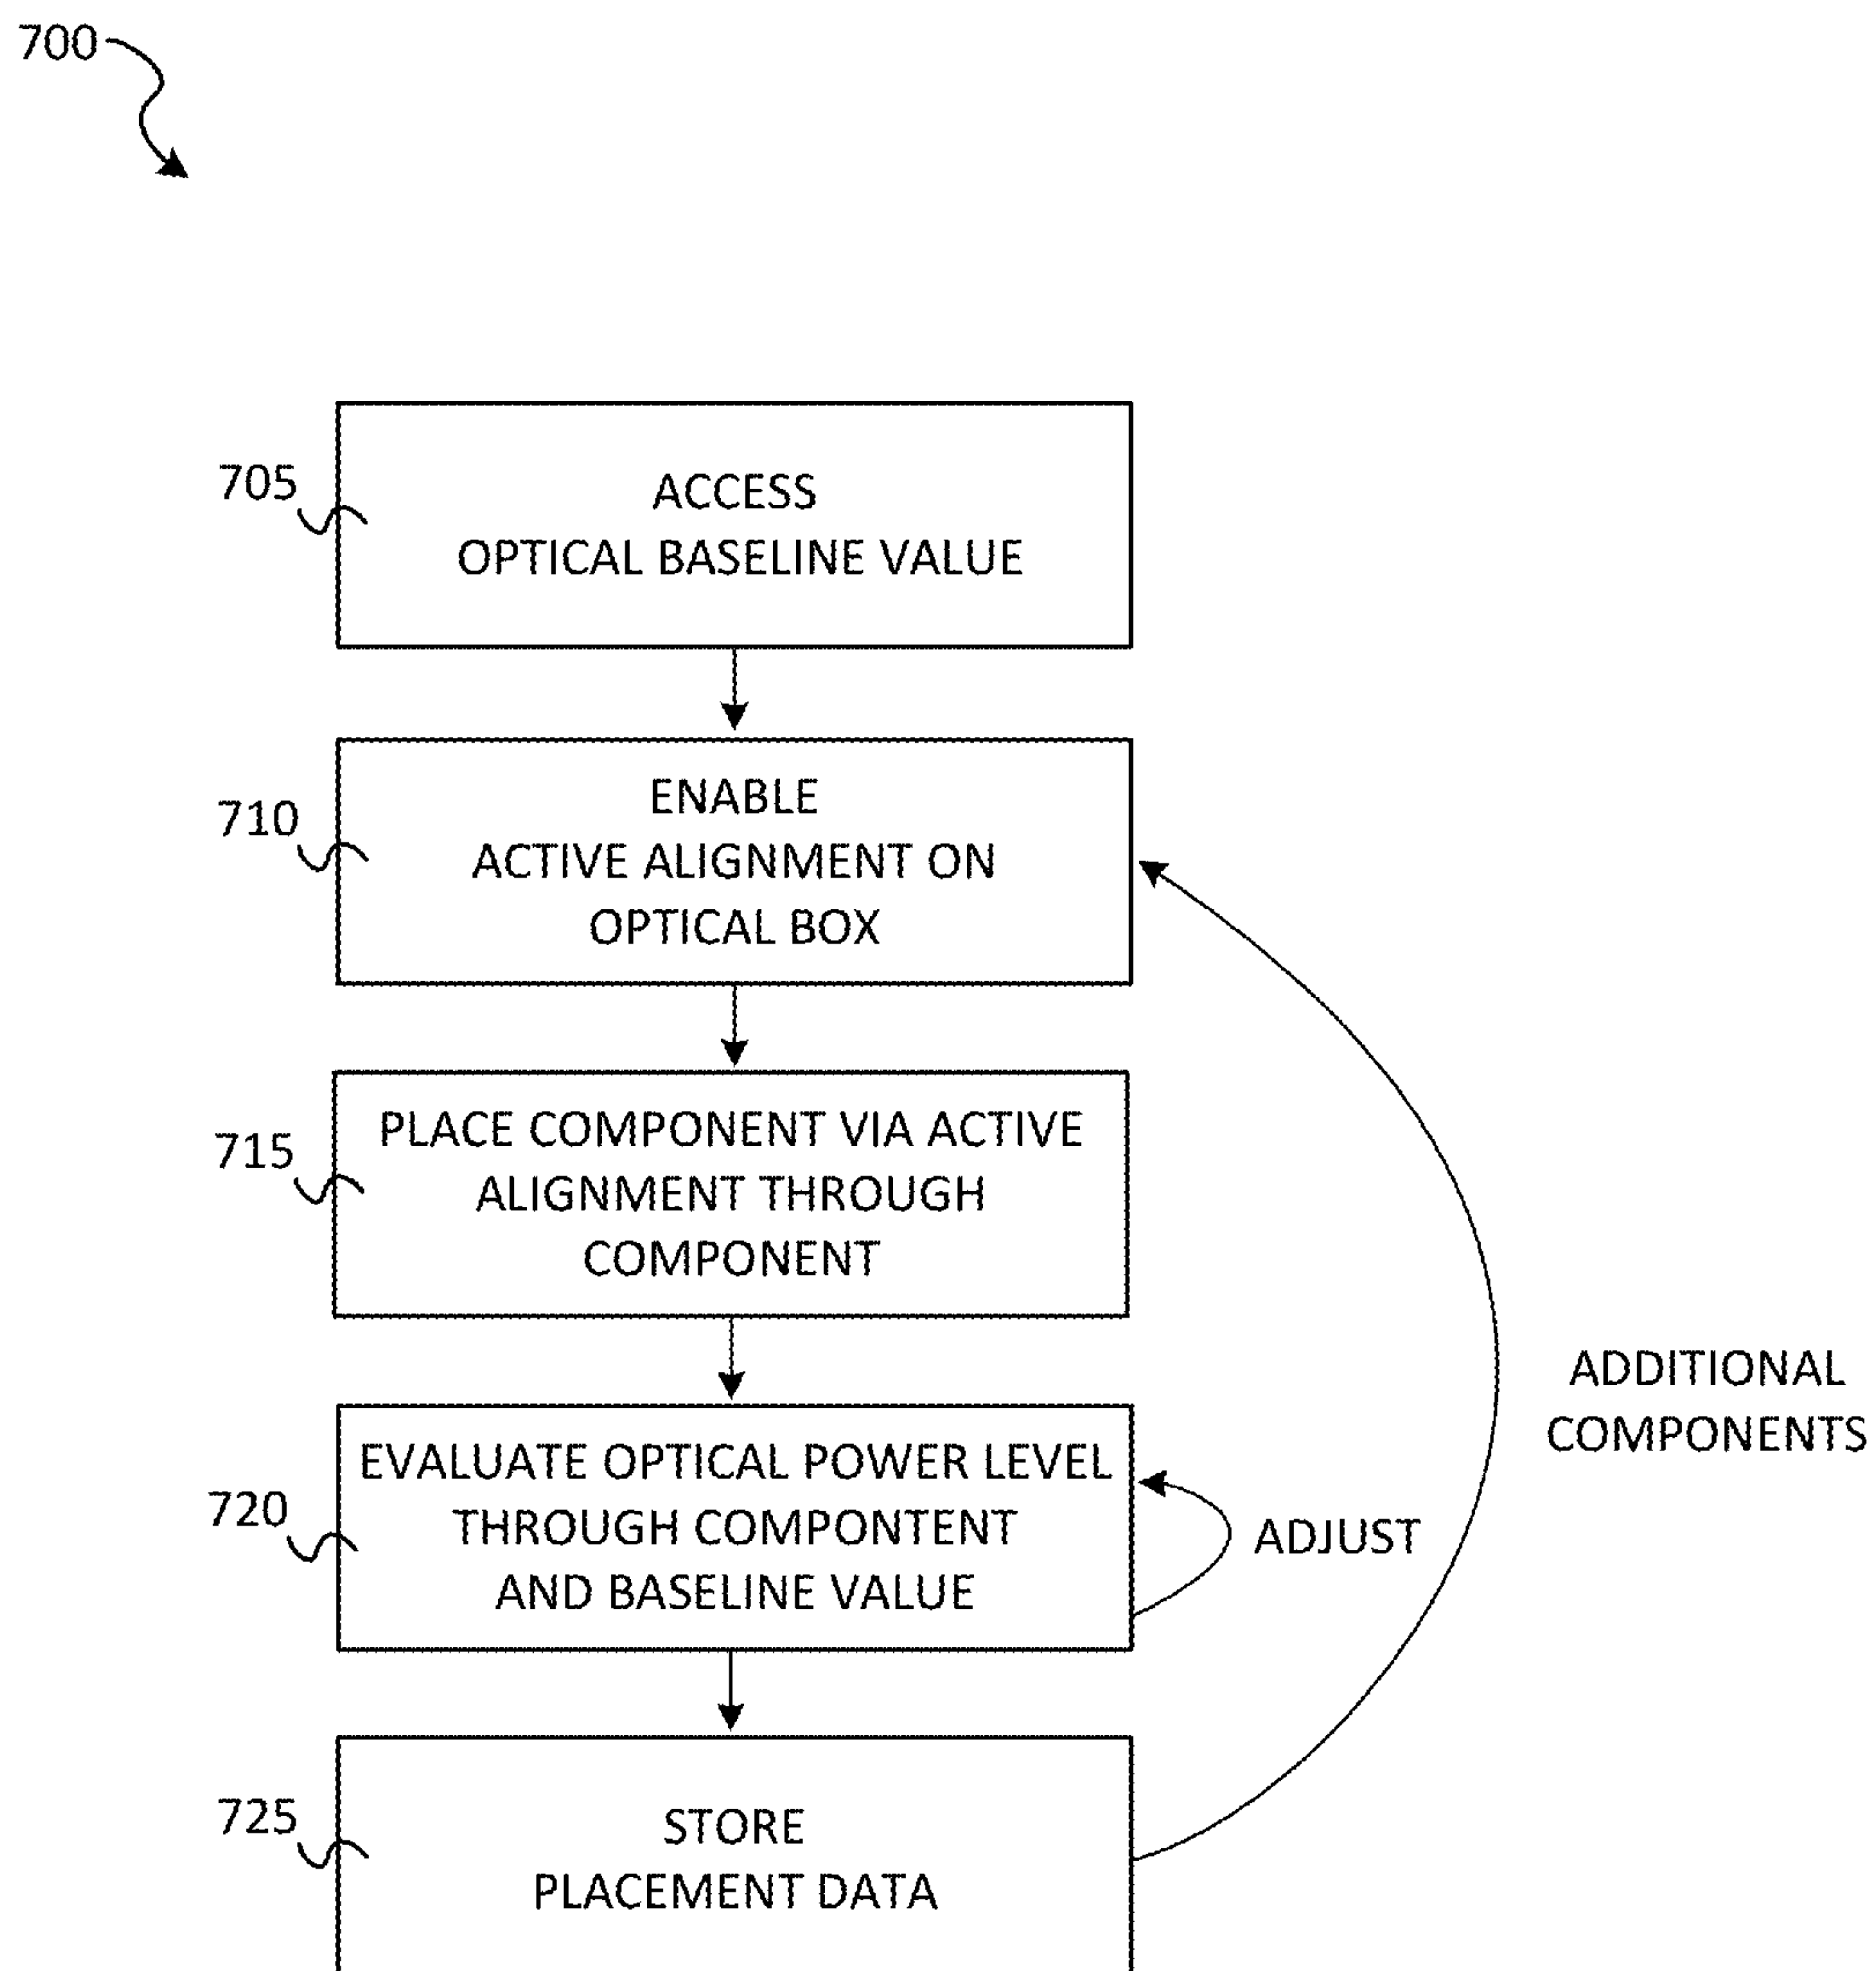 700
705
ACCESS
OPTICAL BASELINE VALUE
710
ENABLE
ACTIVE ALIGNMENT ON
OPTICAL BOX
715
PLACE COMPONENT VIA ACTIVE
ALIGNMENT THROUGH
COMPONENT
720
EVALUATE OPTICAL POWER LEVEL
THROUGH COMPONTENT
AND BASELINE VALUE
ADJUST
ADDITIONAL
COMPONENTS
725
STORE
PLACEMENT DATA